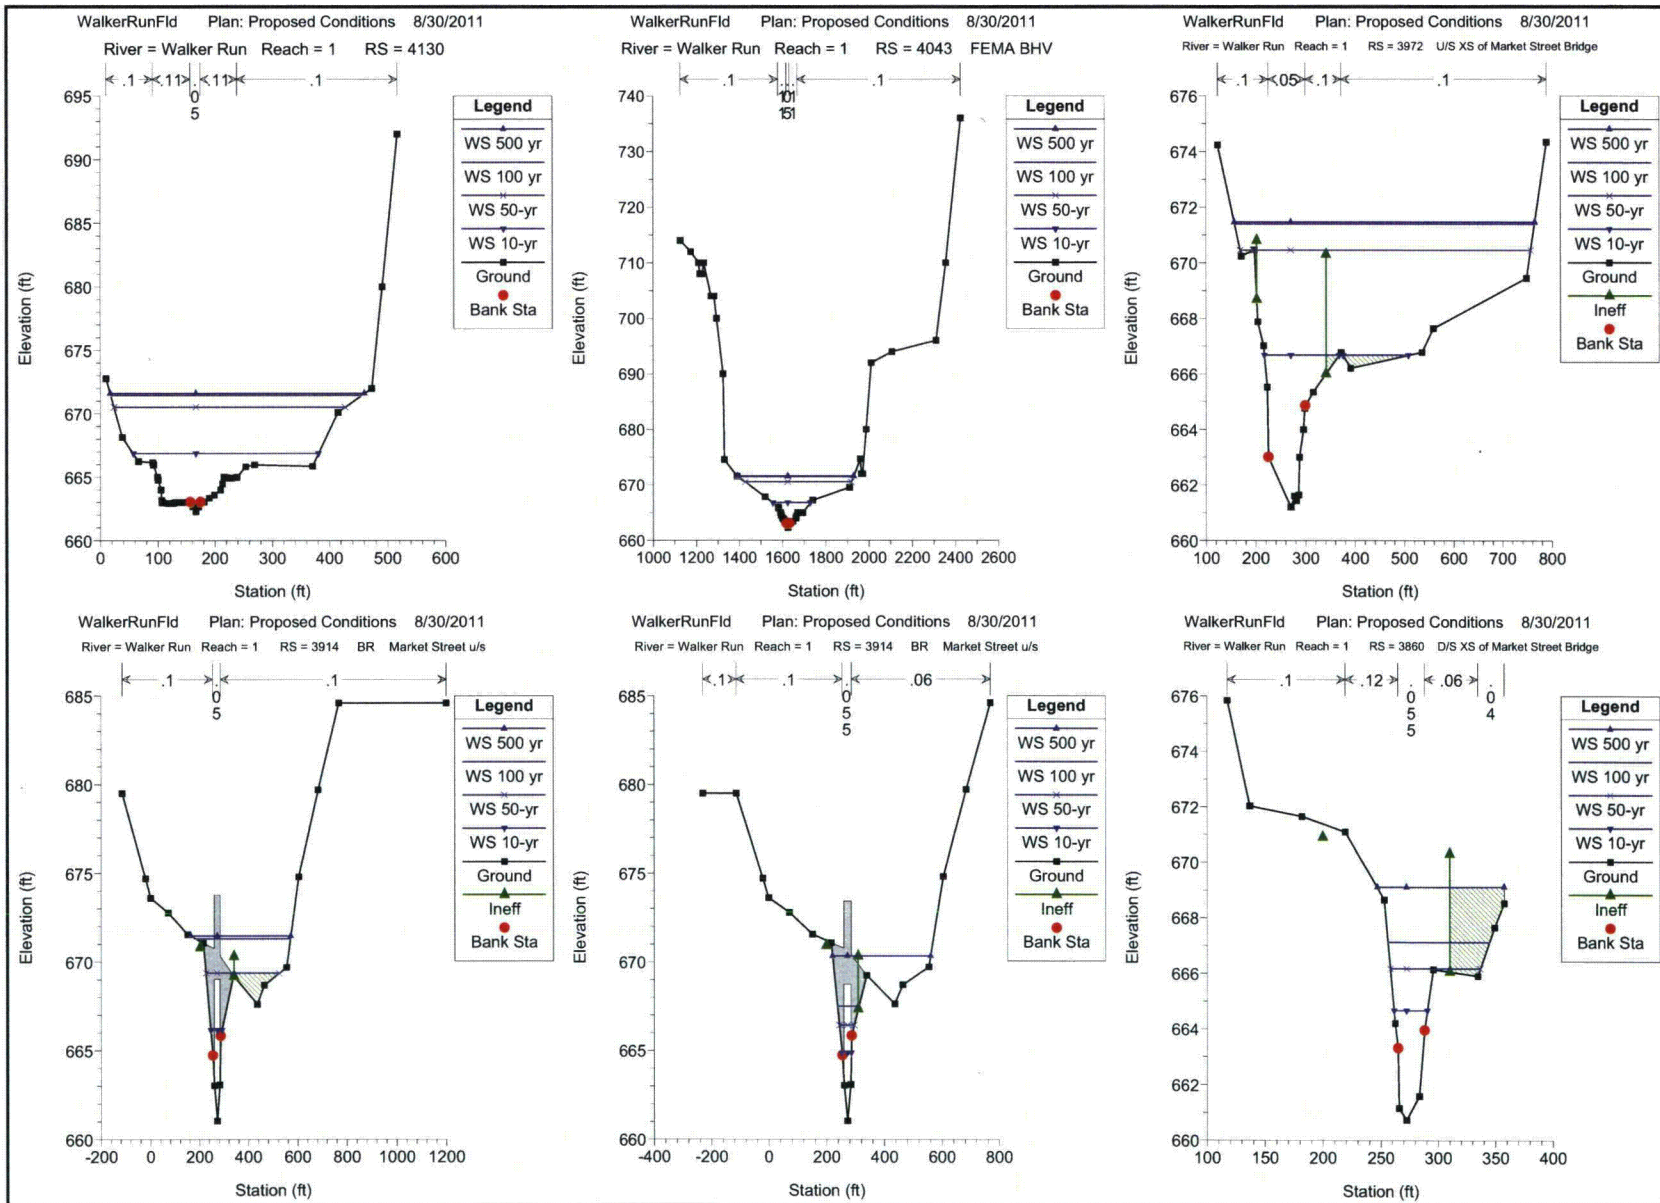 WalkerRunFld Plan: Proposed Conditions 8/30/2011
River = Walker Run Reach = 1 RS = 4130
.1 .11 .11 .1
0
5
695
690
685
680
675
670
665
660
0 100 200 300 400 500 600
Elevation (ft)
Station (ft)
Legend
WS 500 yr
WS 100 yr
WS 50-yr
WS 10-yr
Ground
Bank Sta
WalkerRunFld Plan: Proposed Conditions 8/30/2011
River = Walker Run Reach = 1 RS = 4043 FEMA BHV
.1 .1
740
730
720
710
700
690
680
670
660
1000 1200 1400 1600 1800 2000 2200 2400 2600
Elevation (ft)
Station (ft)
Legend
WS 500 yr
WS 100 yr
WS 50-yr
WS 10-yr
Ground
Bank Sta
WalkerRunFld Plan: Proposed Conditions 8/30/2011
River = Walker Run Reach = 1 RS = 3972 U/S XS of Market Street Bridge
.1 .05 .1 .1
676
674
672
670
668
666
664
662
660
100 200 300 400 500 600 700 800
Elevation (ft)
Station (ft)
Legend
WS 500 yr
WS 100 yr
WS 50-yr
WS 10-yr
Ground
Ineff
Bank Sta
WalkerRunFld Plan: Proposed Conditions 8/30/2011
River = Walker Run Reach = 1 RS = 3914 BR Market Street u/s
.1 .1
.
0
5
685
680
675
670
665
660
-200 0 200 400 600 800 1000 1200
Elevation (ft)
Station (ft)
Legend
WS 500 yr
WS 100 yr
WS 50-yr
WS 10-yr
Ground
Ineff
Bank Sta
WalkerRunFld Plan: Proposed Conditions 8/30/2011
River = Walker Run Reach = 1 RS = 3914 BR Market Street u/s
.1 .1 .06
.
0
5
5
685
680
675
670
665
660
-400 -200 0 200 400 600 800
Elevation (ft)
Station (ft)
Legend
WS 500 yr
WS 100 yr
WS 50-yr
WS 10-yr
Ground
Ineff
Bank Sta
WalkerRunFld Plan: Proposed Conditions 8/30/2011
River = Walker Run Reach = 1 RS = 3860 D/S XS of Market Street Bridge
.1 .12 .06
. .
0 0
5 4
5
676
674
672
670
668
666
664
662
660
100 150 200 250 300 350 400
Elevation (ft)
Station (ft)
Legend
WS 500 yr
WS 100 yr
WS 50-yr
WS 10-yr
Ground
Ineff
Bank Sta